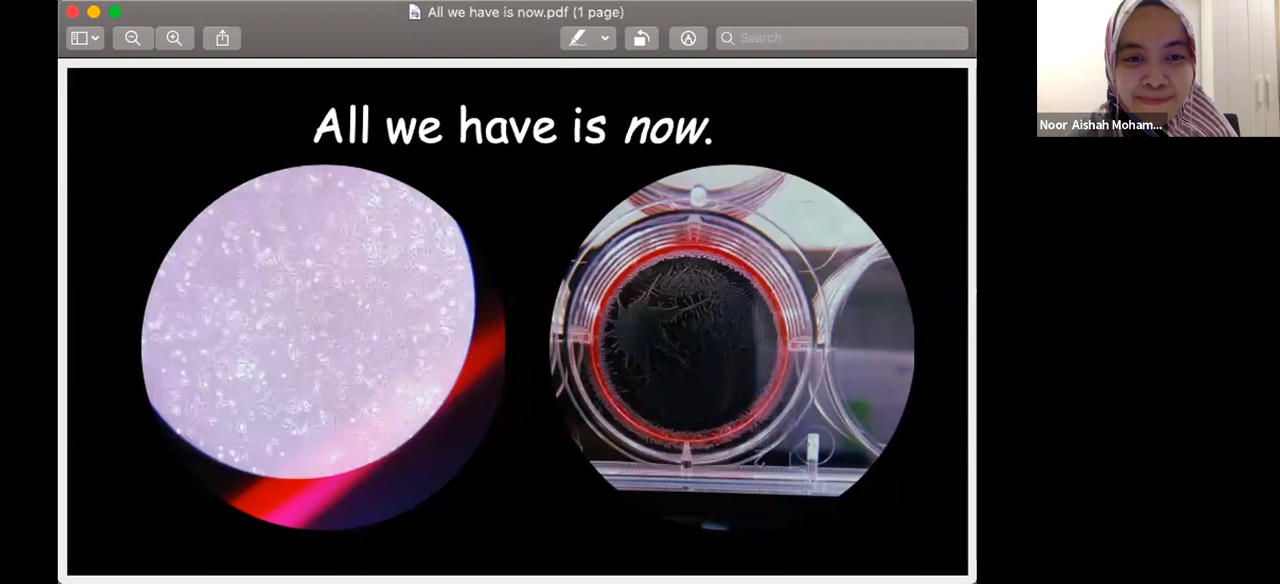 All we have is now.pdf (1 page)
Search
All we have is now.
Noor Aishah Moham...